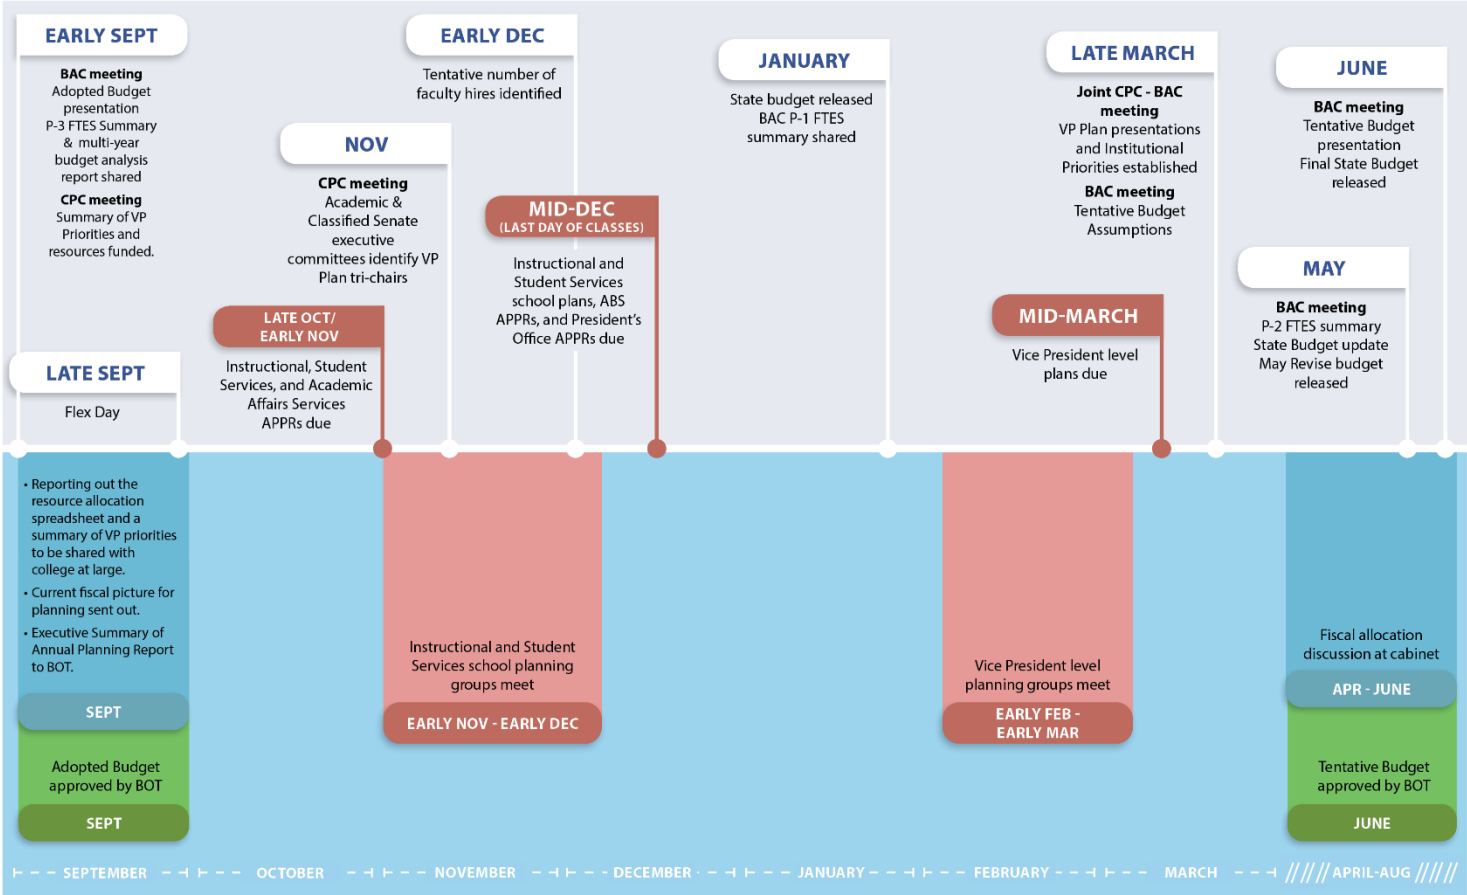 EARLY SEPT
BAC meeting
Adopted Budget
presentation
P-3 FTES Summary
& multi-year
budget analysis
report shared
CPC meeting
Summary of VP
Priorities and
resources funded.
LATE SEPT
Flex Day
LATE OCT/
EARLY NOV
Instructional, Student
Services, and Academic
Affairs Services
APPRs due
NOV
CPC meeting
Academic &
Classified Senate
executive
committees identify VP
Plan tri-chairs
EARLY DEC
Tentative number of
faculty hires identified
MID-DEC
(LAST DAY OF CLASSES)
Instructional and
Student Services
school plans, ABS
APPRs, and President's
Office APPRs due
JANUARY
State budget released
BAC P-1 FTES
summary shared
MID-MARCH
Vice President level
plans due
LATE MARCH
Joint CPC - BAC
meeting
VP Plan presentations
and Institutional
Priorities established
BAC meeting
Tentative Budget
Assumptions
MAY
BAC meeting
P-2 FTES summary
State Budget update
May Revise budget
released
JUNE
BAC meeting
Tentative Budget
presentation
Final State Budget
released
• Reporting out the
resource allocation
spreadsheet and a
summary of VP priorities
to be shared with
college at large.
• Current fiscal picture for
planning sent out.
• Executive Summary of
Annual Planning Report
to BOT.
SEPT
Adopted Budget
approved by BOT
SEPT
Instructional and Student
Services school planning
groups meet
EARLY NOV - EARLY DEC
Vice President level
planning groups meet
EARLY FEB -
EARLY MAR
Fiscal allocation
discussion at cabinet
APR - JUNE
Tentative Budget
approved by BOT
JUNE
SEPTEMBER OCTOBER NOVEMBER DECEMBER JANUARY FEBRUARY MARCH APRIL-AUG